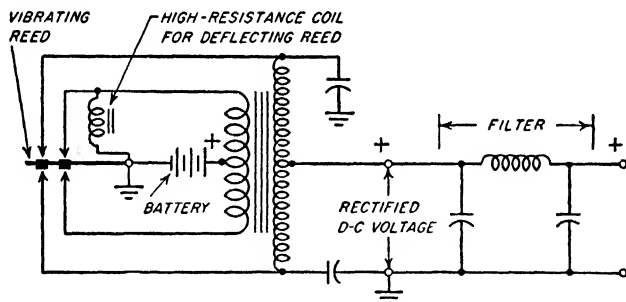 VIBRATING
REED
HIGH-RESISTANCE COIL
FOR DEFLECTING REED
FILTER
+
+
+
BATTERY
RECTIFIED
D-C VOLTAGE